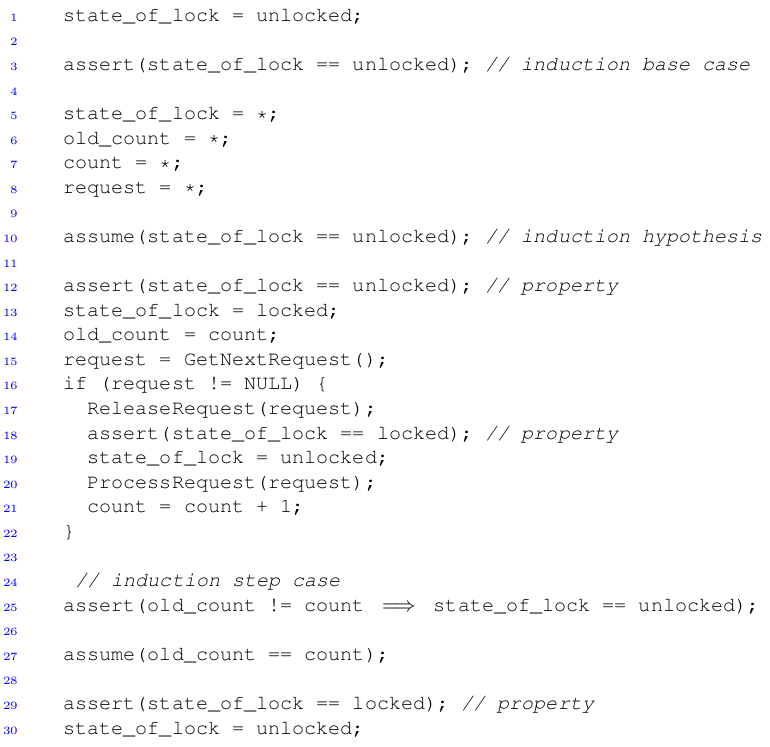 1 state_of_lock = unlocked;
2
3 assert(state_of_lock == unlocked); // induction base case
4
5 state_of_lock = *;
6 old_count = *;
7 count = *;
8 request = *;
9
10 assume(state_of_lock == unlocked); // induction hypothesis
11
12 assert(state_of_lock == unlocked); // property
13 state_of_lock = locked;
14 old_count = count;
15 request = GetNextRequest();
16 if (request != NULL) {
17 ReleaseRequest(request);
18 assert(state_of_lock == locked); // property
19 state_of_lock = unlocked;
20 ProcessRequest(request);
21 count = count + 1;
22 }
23
24 // induction step case
25 assert(old_count != count ⟹ state_of_lock == unlocked);
26
27 assume(old_count == count);
28
29 assert(state_of_lock == locked); // property
30 state_of_lock = unlocked;